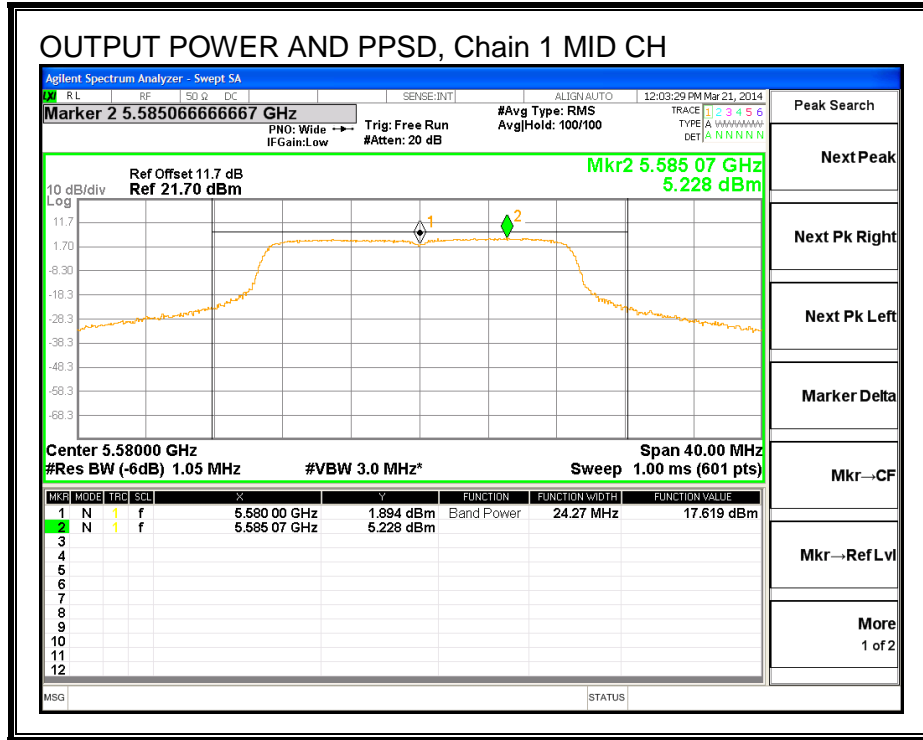 OUTPUT POWER AND PPSD, Chain 1 MID CH
Agilent Spectrum Analyzer - Swept SA
LXI RL RF 50 Ω DC SENSE:INT ALIGN AUTO 12:03:29 PM Mar 21, 2014
Marker 2 5.585066666667 GHz
PNO: Wide
IFGain:Low
Trig: Free Run
#Atten: 20 dB
#Avg Type: RMS
Avg|Hold: 100/100
TRACE 1 2 3 4 5 6
TYPE A WWWWW
DET A N N N N N
Ref Offset 11.7 dB
10 dB/div Ref 21.70 dBm
Log
Mkr2 5.585 07 GHz
5.228 dBm
11.7
1.70
-8.30
-18.3
-28.3
-38.3
-48.3
-58.3
-68.3
1
2
Center 5.58000 GHz Span 40.00 MHz
#Res BW (-6dB) 1.05 MHz #VBW 3.0 MHz* Sweep 1.00 ms (601 pts)
MKR MODE TRC SCL X Y FUNCTION FUNCTION WIDTH FUNCTION VALUE
1 N 1 f 5.580 00 GHz 1.894 dBm Band Power 24.27 MHz 17.619 dBm
2 N 1 f 5.585 07 GHz 5.228 dBm
3
4
5
6
7
8
9
10
11
12
MSG STATUS
Peak Search
Next Peak
Next Pk Right
Next Pk Left
Marker Delta
Mkr→CF
Mkr→Ref Lvl
More
1 of 2